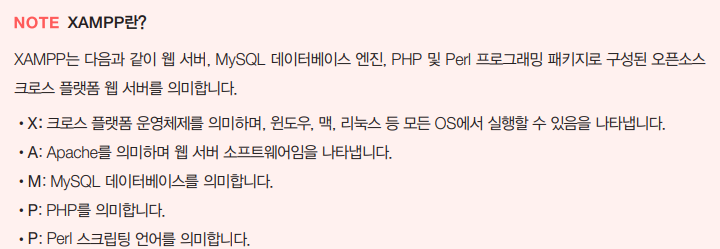 NOTE XAMPP란?
XAMPP는 다음과 같이 웹 서버, MySQL 데이터베이스 엔진, PHP 및 Perl 프로그래밍 패키지로 구성된 오픈소스
크로스 플랫폼 웹 서버를 의미합니다.
• X: 크로스 플랫폼 운영체제를 의미하며, 윈도우, 맥, 리눅스 등 모든 OS에서 실행할 수 있음을 나타냅니다.
• A: Apache를 의미하며 웹 서버 소프트웨어임을 나타냅니다.
• M: MySQL 데이터베이스를 의미합니다.
• P: PHP를 의미합니다.
• P: Perl 스크립팅 언어를 의미합니다.